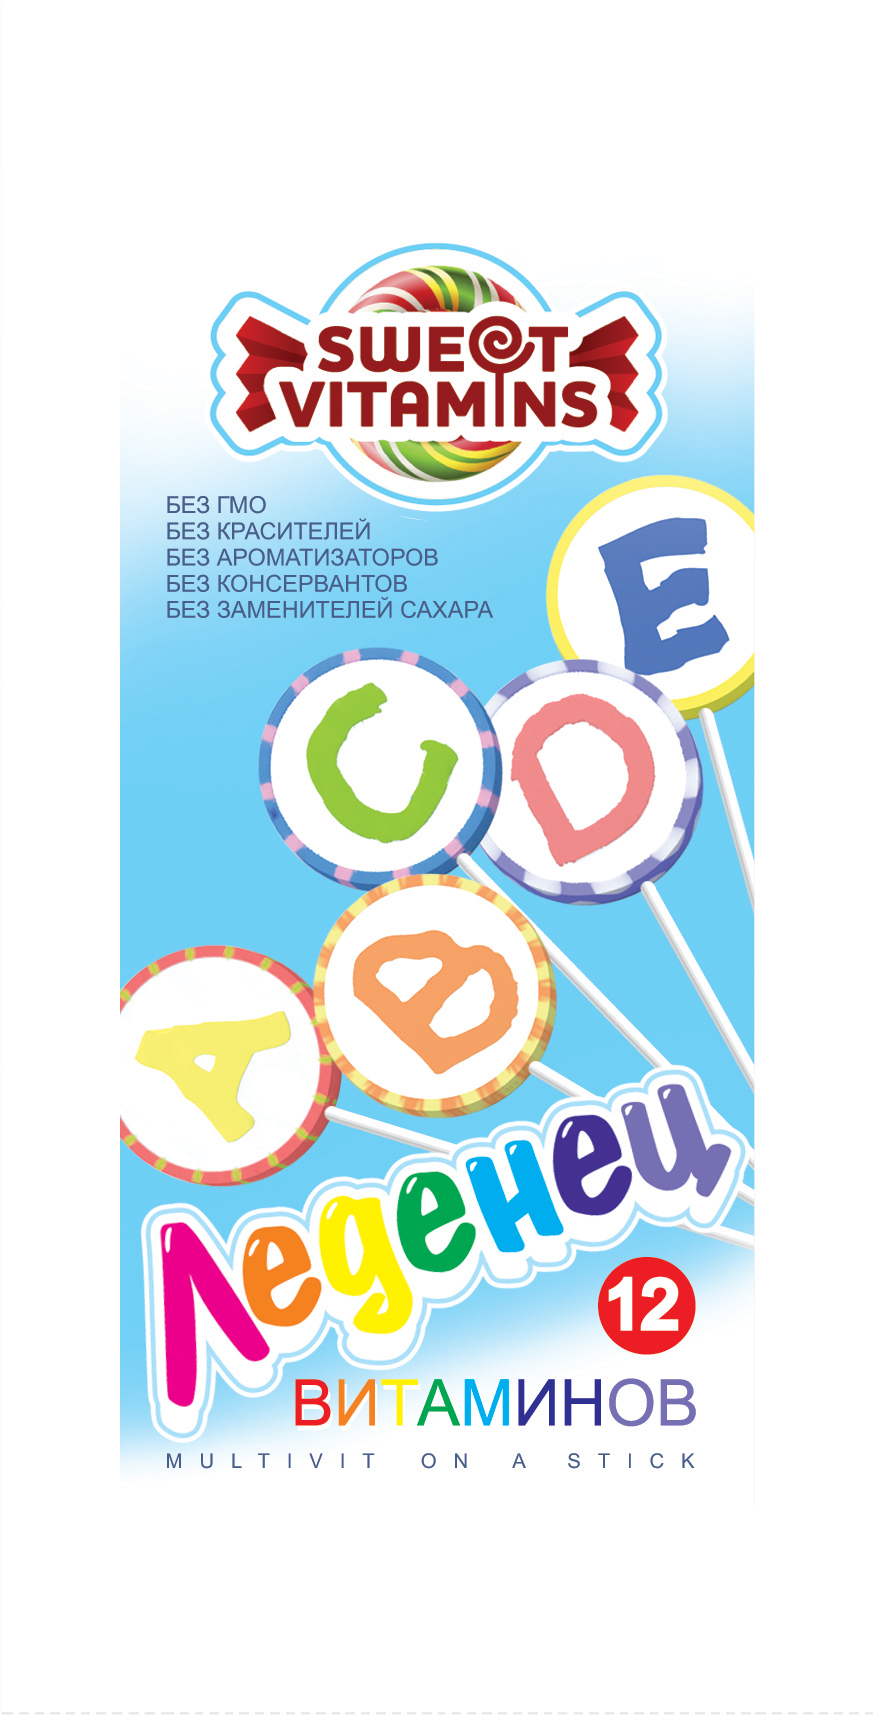 SWEET
VITAMINS
БЕЗ ГМО
БЕЗ КРАСИТЕЛЕЙ
БЕЗ АРОМАТИЗАТОРОВ
БЕЗ КОНСЕРВАНТОВ
БЕЗ ЗАМЕНИТЕЛЕЙ САХАРА
E
C
D
B
A
Леденец
12
ВИТАМИНОВ
MULTIVIT ON A STICK